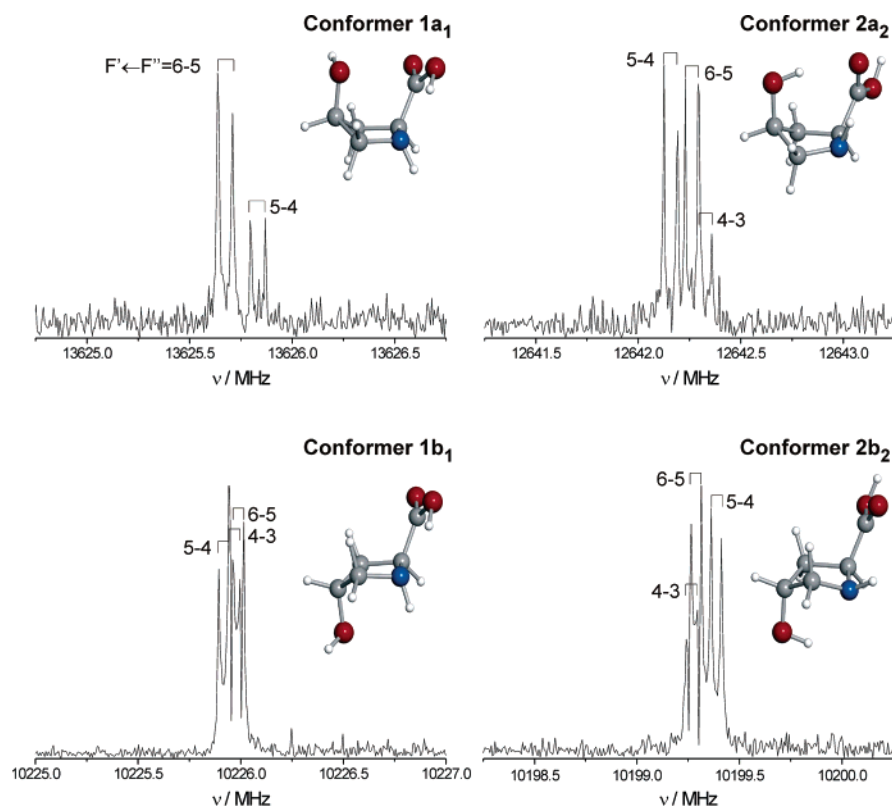 Conformer 1a₁
F'←F''=6-5
5-4
13625.0 13625.5 13626.0 13626.5
ν / MHz
Conformer 2a₂
5-4
6-5
4-3
12641.5 12642.0 12642.5 12643.0
ν / MHz
Conformer 1b₁
6-5
5-4
4-3
10225.0 10225.5 10226.0 10226.5 10227.0
ν / MHz
Conformer 2b₂
6-5
5-4
4-3
10198.5 10199.0 10199.5 10200.0
ν / MHz